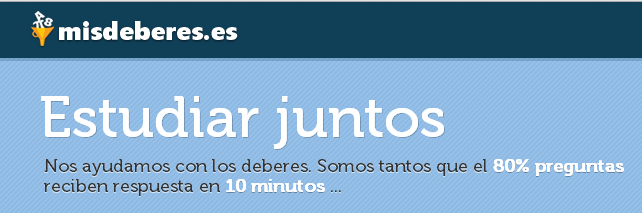 misdeberes.es
Estudiar juntos
Nos ayudamos con los deberes. Somos tantos que el 80% preguntas
reciben respuesta en 10 minutos ...